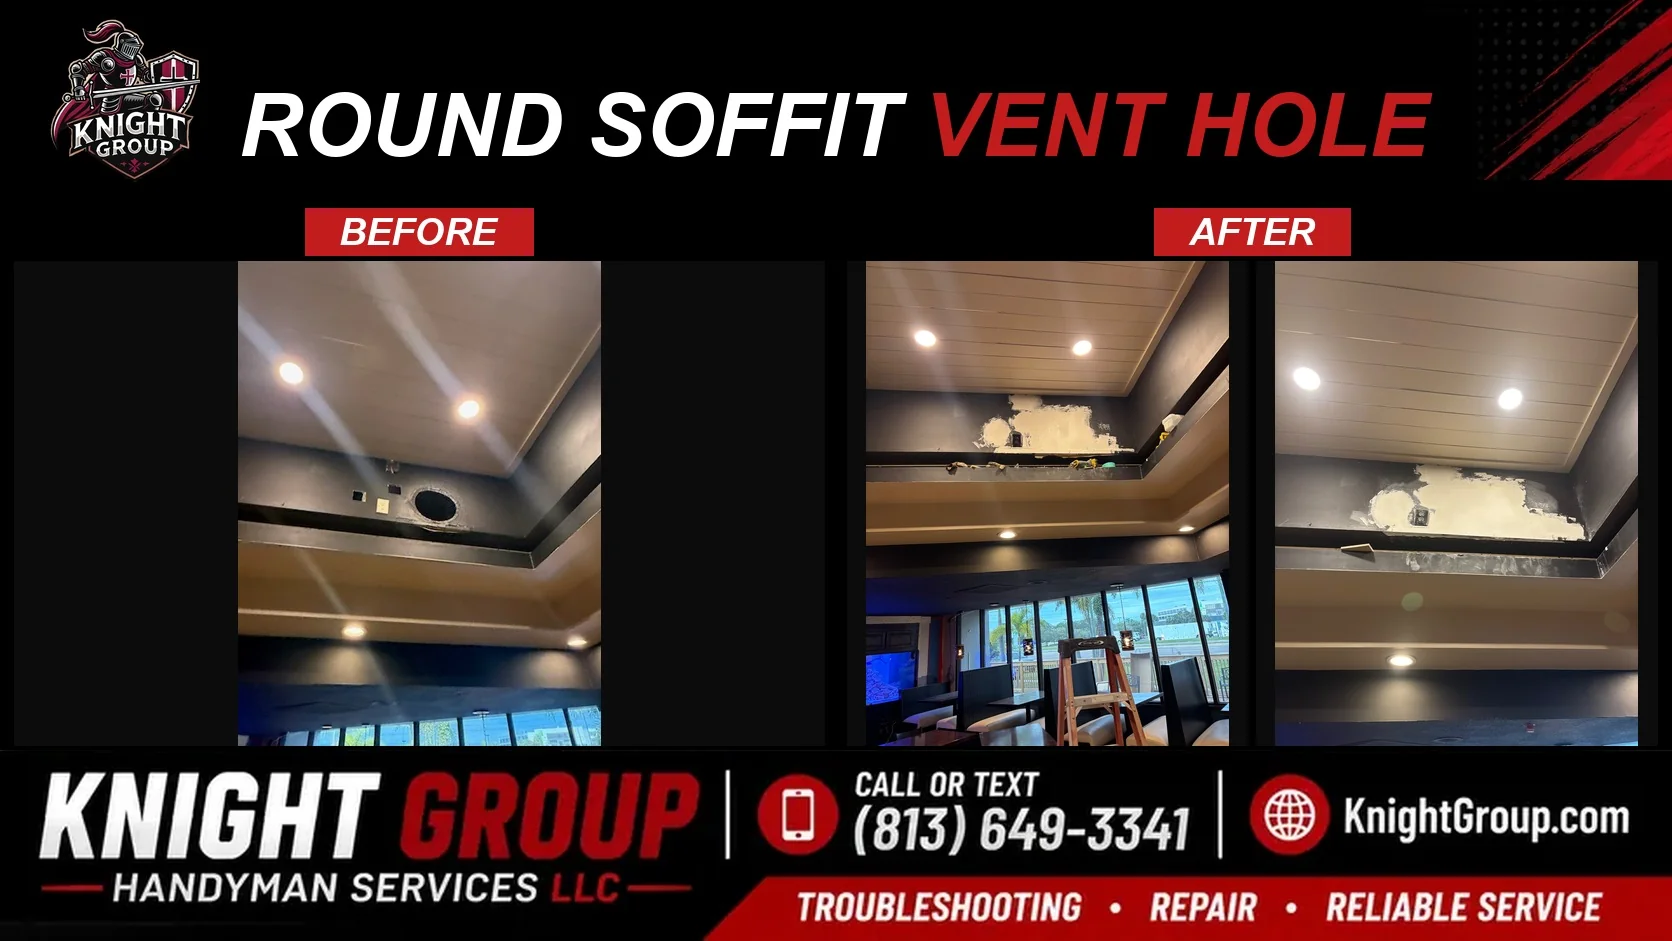 KNIGHT
GROUP
ROUND SOFFIT VENT HOLE
BEFORE
AFTER
KNIGHT GROUP
HANDYMAN SERVICES LLC
CALL OR TEXT
(813) 649-3341
KnightGroup.com
TROUBLESHOOTING • REPAIR • RELIABLE SERVICE